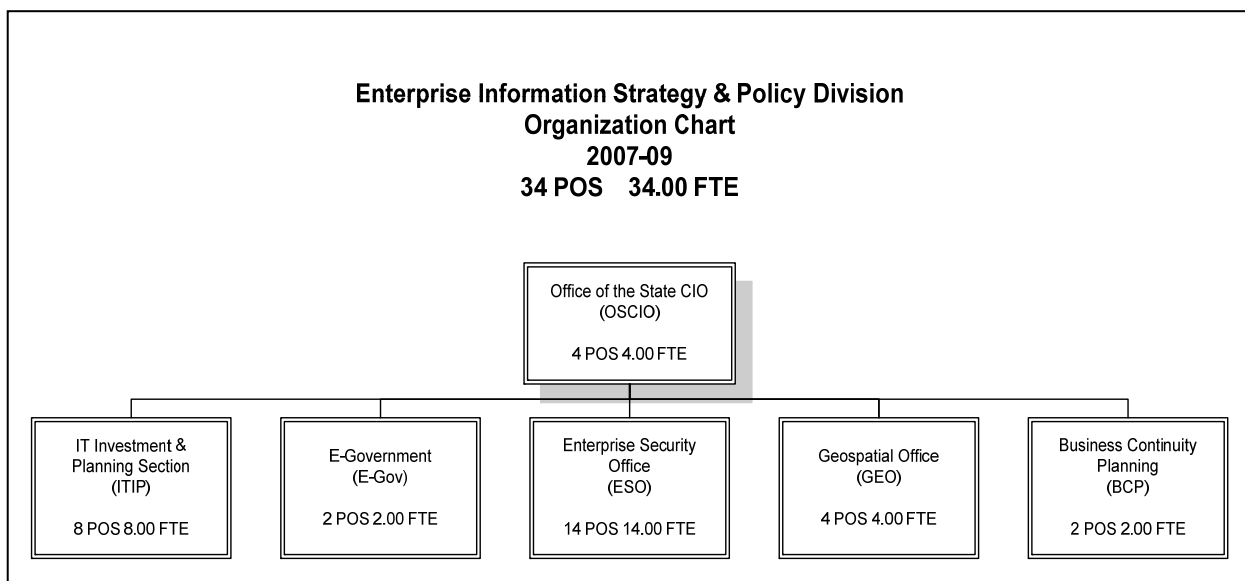 Enterprise Information Strategy & Policy Division
Organization Chart
2007-09
34 POS 34.00 FTE
Office of the State CIO
(OSCIO)
4 POS 4.00 FTE
IT Investment &
Planning Section
(ITIP)
8 POS 8.00 FTE
E-Government
(E-Gov)
2 POS 2.00 FTE
Enterprise Security
Office
(ESO)
14 POS 14.00 FTE
Geospatial Office
(GEO)
4 POS 4.00 FTE
Business Continuity
Planning
(BCP)
2 POS 2.00 FTE